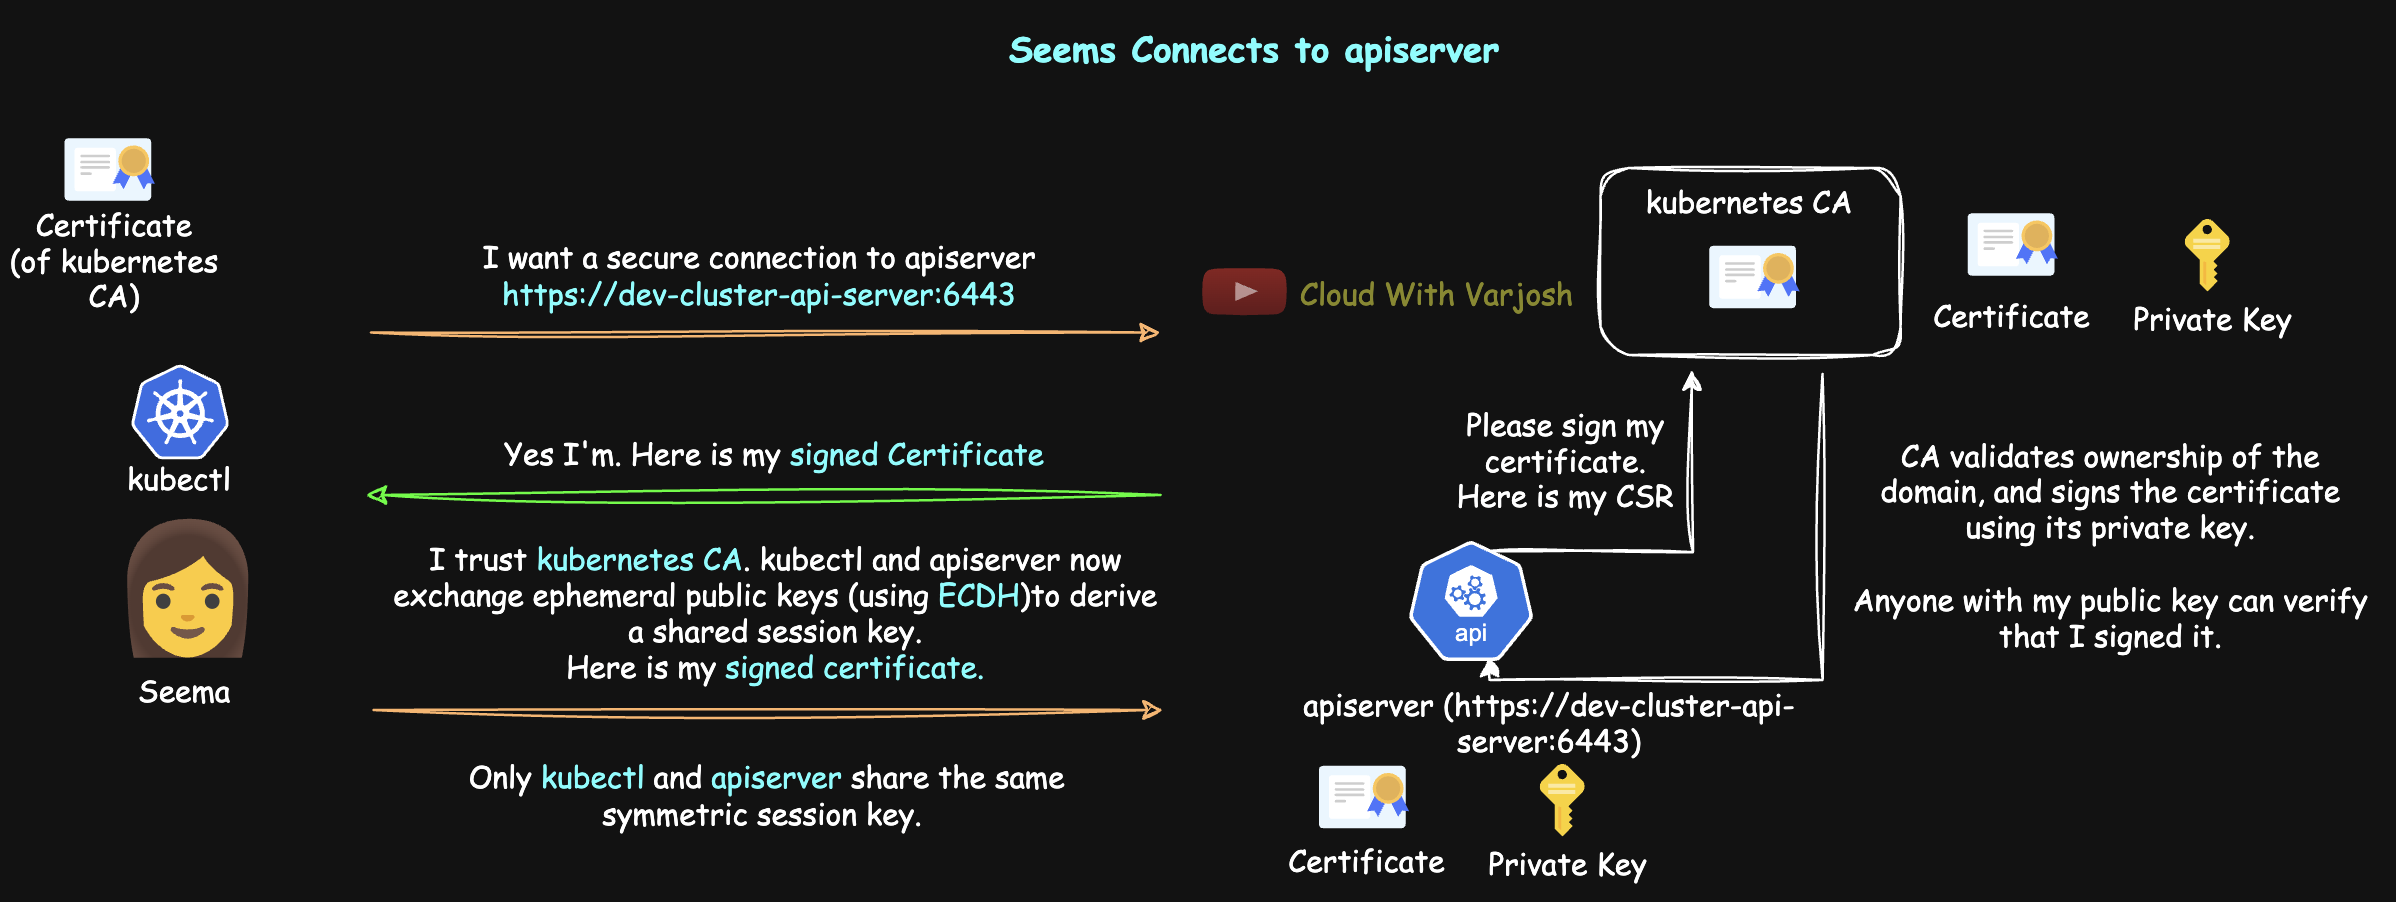 Seems Connects to apiserver
Certificate
(of kubernetes
CA)
kubectl
Seema
I want a secure connection to apiserver
https://dev-cluster-api-server:6443
Yes I'm. Here is my signed Certificate
I trust kubernetes CA. kubectl and apiserver now
exchange ephemeral public keys (using ECDH)to derive
a shared session key.
Here is my signed certificate.
Only kubectl and apiserver share the same
symmetric session key.
Cloud With Varjosh
kubernetes CA
Certificate
Private Key
Please sign my
certificate.
Here is my CSR
CA validates ownership of the
domain, and signs the certificate
using its private key.
Anyone with my public key can verify
that I signed it.
api
apiserver (https://dev-cluster-api-
server:6443)
Certificate
Private Key